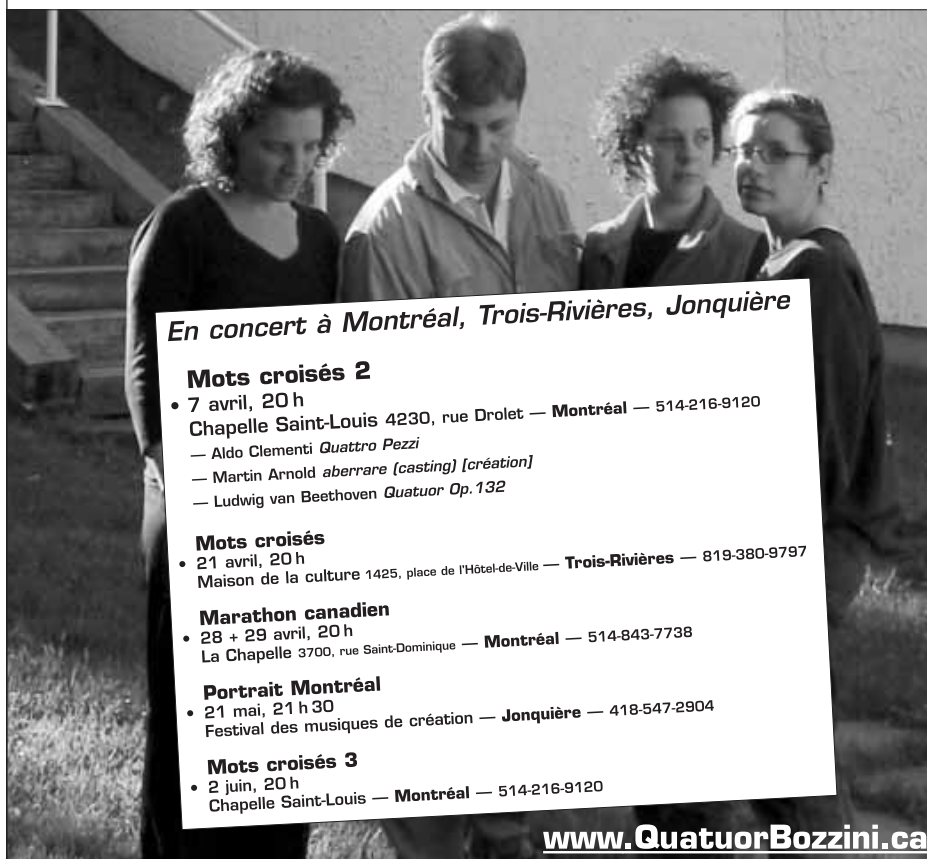 En concert à Montréal, Trois-Rivières, Jonquière
Mots croisés 2
• 7 avril, 20 h
Chapelle Saint-Louis 4230, rue Drolet — Montréal — 514-216-9120
— Aldo Clementi Quattro Pezzi
— Martin Arnold aberrare (casting) [création]
— Ludwig van Beethoven Quatuor Op.132
Mots croisés
• 21 avril, 20 h
Maison de la culture 1425, place de l'Hôtel-de-Ville — Trois-Rivières — 819-380-9797
Marathon canadien
• 28 + 29 avril, 20 h
La Chapelle 3700, rue Saint-Dominique — Montréal — 514-843-7738
Portrait Montréal
• 21 mai, 21 h 30
Festival des musiques de création — Jonquière — 418-547-2904
Mots croisés 3
• 2 juin, 20 h
Chapelle Saint-Louis — Montréal — 514-216-9120
www.QuatuorBozzini.ca